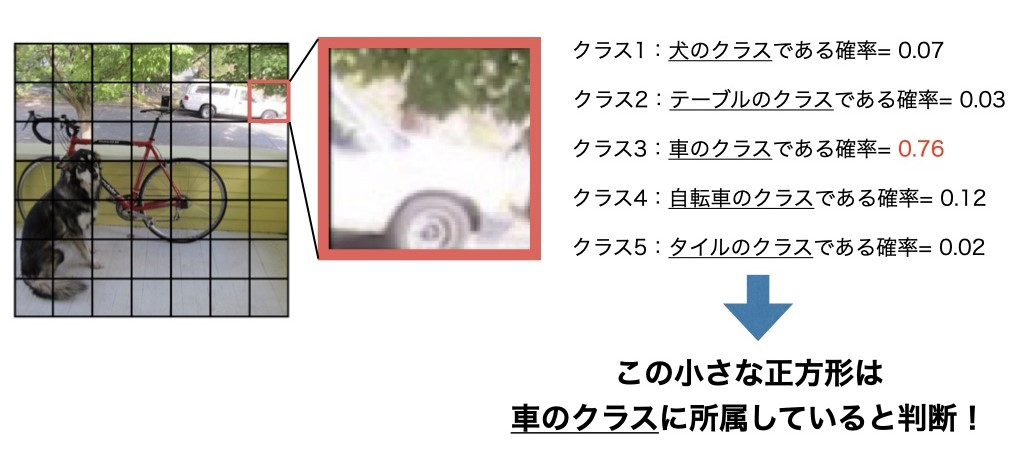 クラス1：犬のクラスである確率= 0.07
クラス2：テーブルのクラスである確率= 0.03
クラス3：車のクラスである確率= 0.76
クラス4：自転車のクラスである確率= 0.12
クラス5：タイルのクラスである確率= 0.02
この小さな正方形は
車のクラスに所属していると判断！